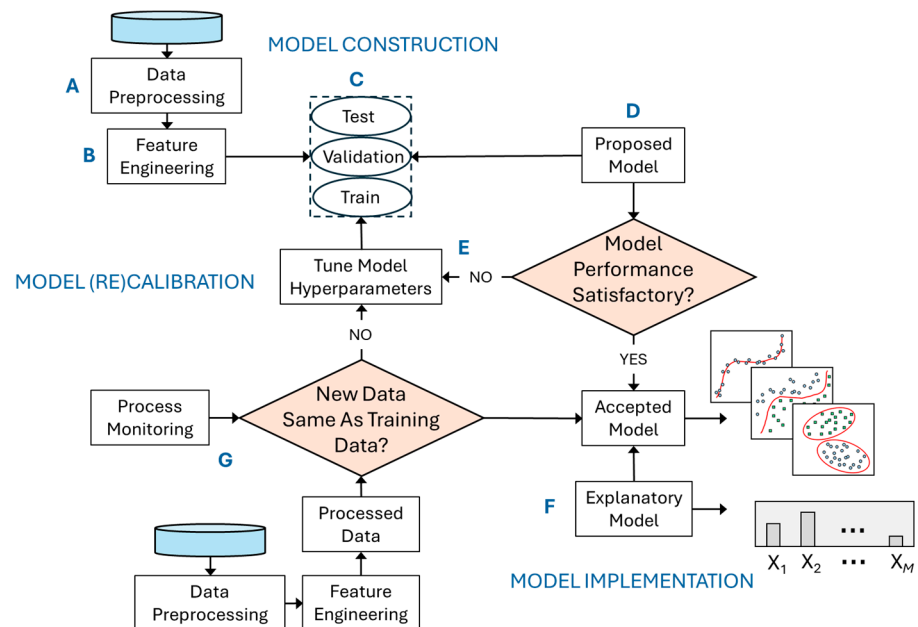 MODEL CONSTRUCTION
A
Data
Preprocessing
B
Feature
Engineering
C
Test
Validation
Train
D
Proposed
Model
E
Tune Model
Hyperparameters
NO
Model
Performance
Satisfactory?
MODEL (RE)CALIBRATION
NO
YES
Process
Monitoring
G
New Data
Same As Training
Data?
Accepted
Model
F
Explanatory
Model
Processed
Data
Data
Preprocessing
Feature
Engineering
MODEL IMPLEMENTATION
...
X1 X2 ... XM